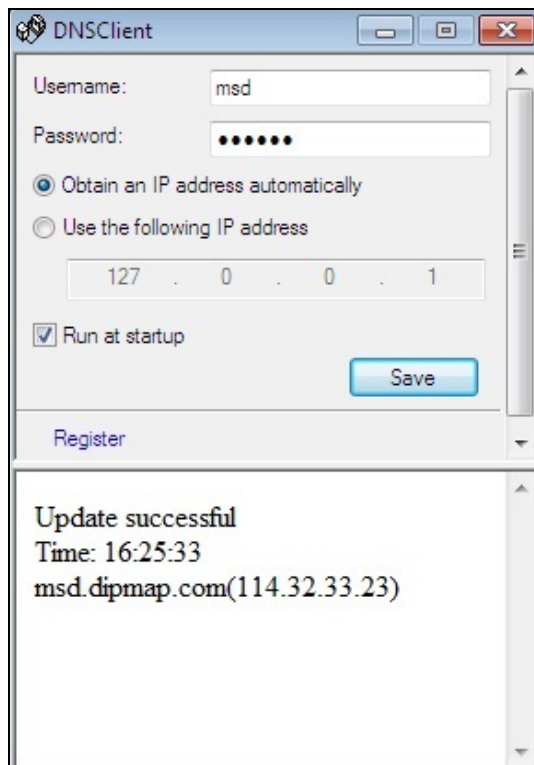 DNSClient
Username: msd
Password: ••••••
Obtain an IP address automatically
Use the following IP address
127 . 0 . 0 . 1
Run at startup
Save
Register
Update successful
Time: 16:25:33
msd.dipmap.com(114.32.33.23)